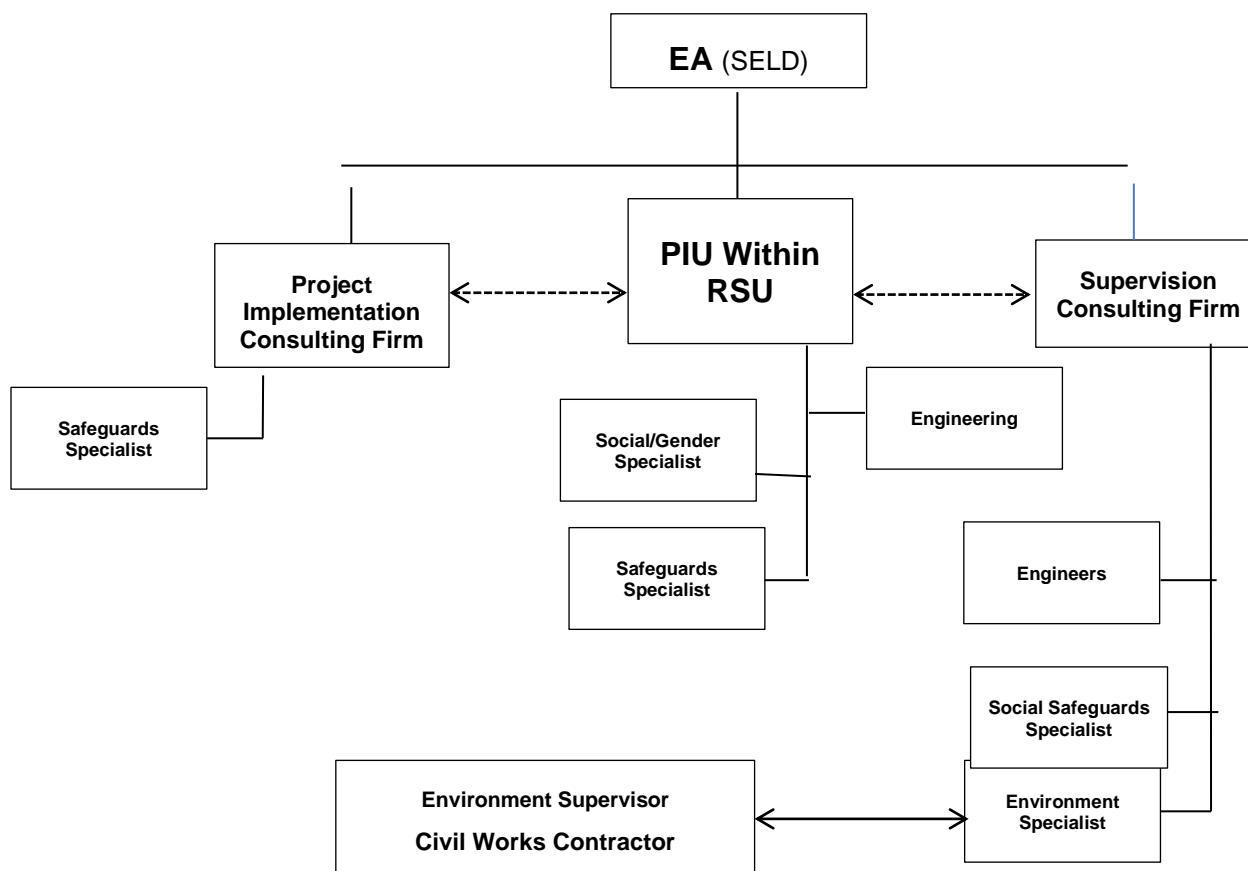 EA (SELD)
Project
Implementation
Consulting Firm
PIU Within
RSU
Supervision
Consulting Firm
Safeguards
Specialist
Social/Gender
Specialist
Engineering
Safeguards
Specialist
Engineers
Social Safeguards
Specialist
Environment Supervisor
Civil Works Contractor
Environment
Specialist